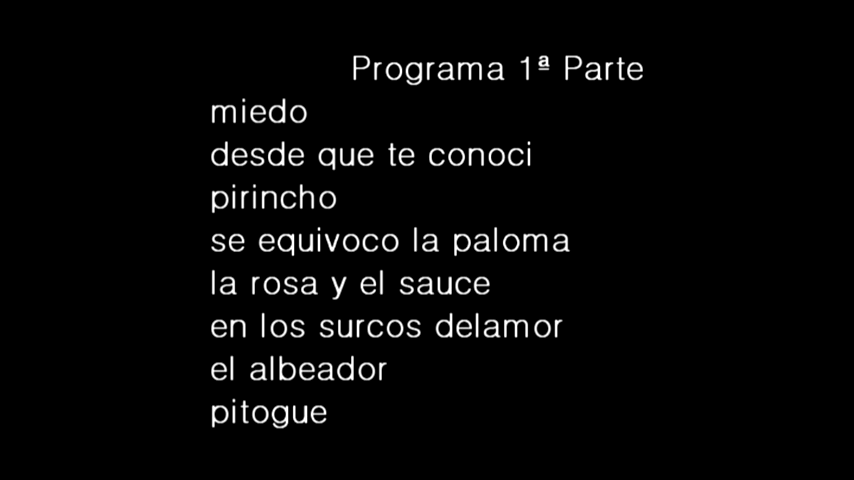 Programa 1ª Parte
miedo
desde que te conoci
pirincho
se equivoco la paloma
la rosa y el sauce
en los surcos delamor
el albeador
pitogue